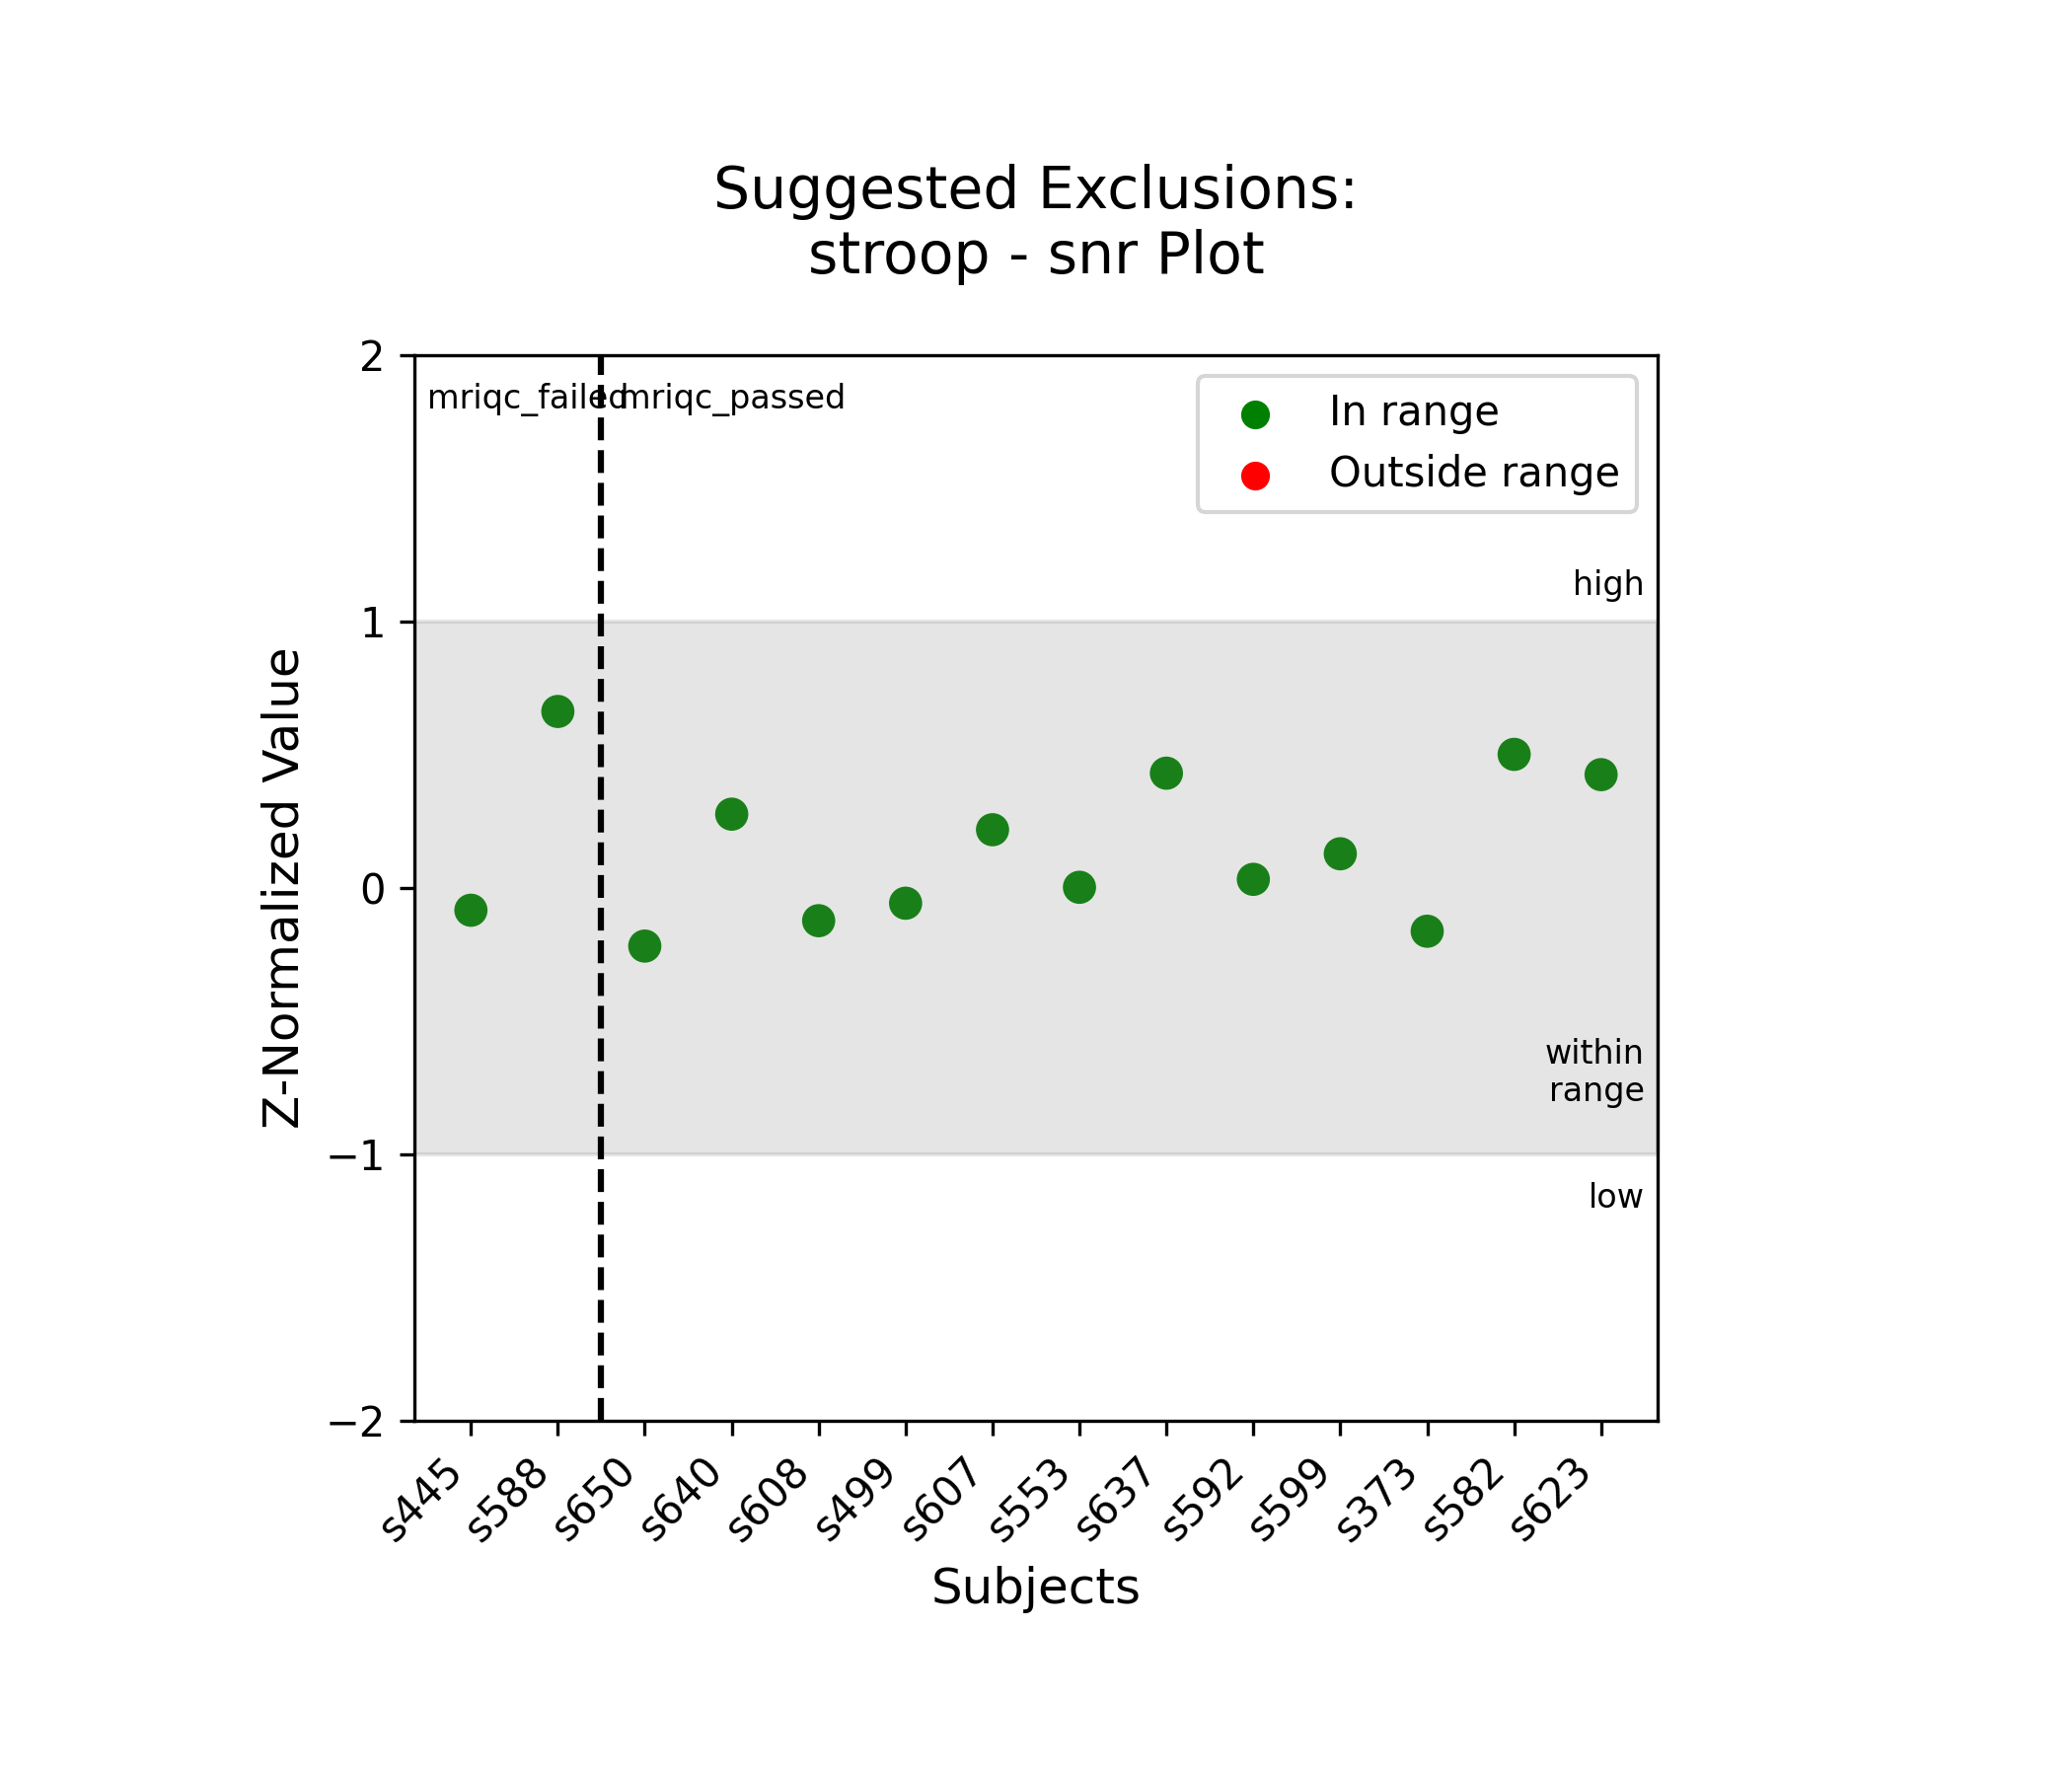 Suggested Exclusions:
stroop - snr Plot
mriqc_failed
mriqc_passed
In range
Outside range
high
within
range
low
2
1
0
−1
−2
Z-Normalized Value
s445
s588
s650
s640
s608
s499
s607
s553
s637
s592
s599
s373
s582
s623
Subjects